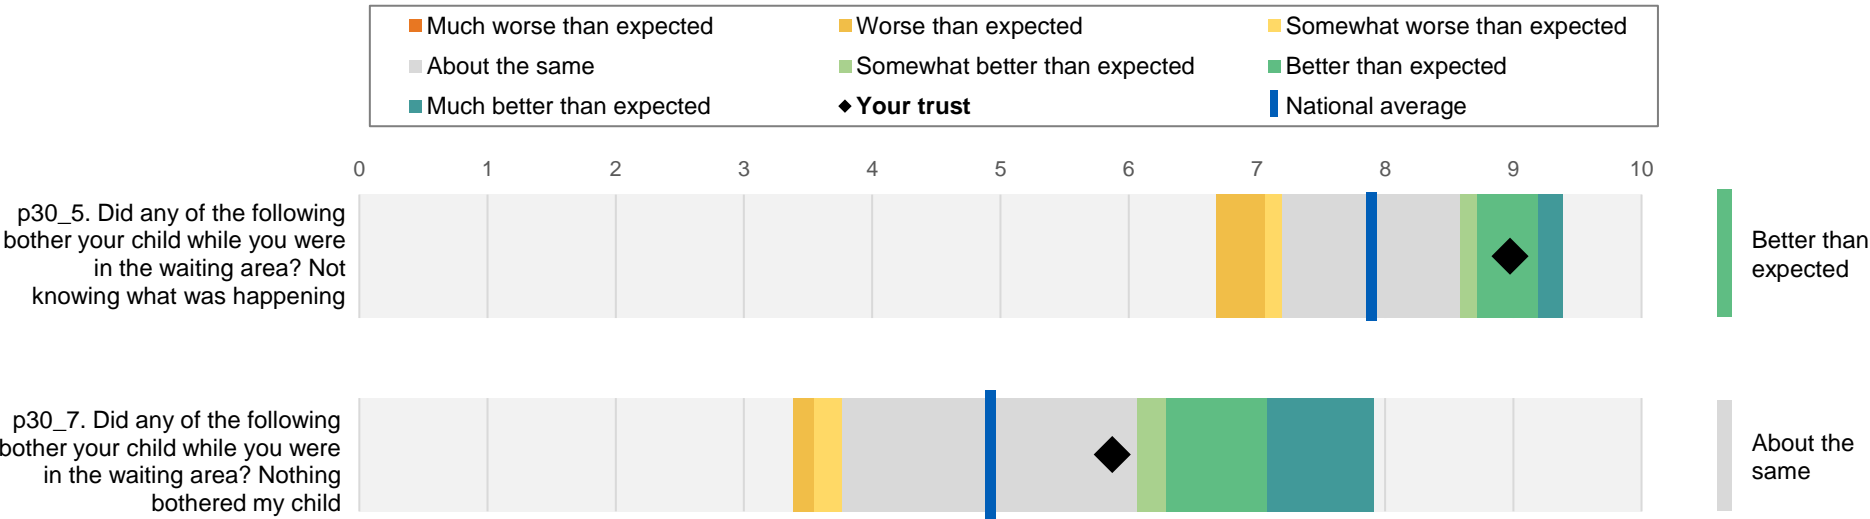 Much worse than expected
Worse than expected
Somewhat worse than expected
About the same
Somewhat better than expected
Better than expected
Much better than expected
Your trust
National average
0 1 2 3 4 5 6 7 8 9 10
p30_5. Did any of the following
bother your child while you were
in the waiting area? Not
knowing what was happening
Better than
expected
p30_7. Did any of the following
bother your child while you were
in the waiting area? Nothing
bothered my child
About the
same